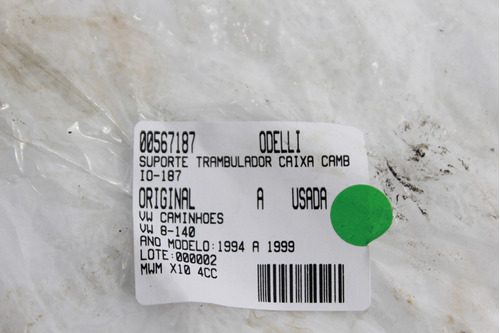 00567187 ODELLI
SUPORTE TRAMBULADOR CAIXA CAMB
IO-187
ORIGINAL A USADA
VW CAMINHOES
VW 8-140
ANO MODELO:1994 A 1999
LOTE:000002
MWM X10 4CC